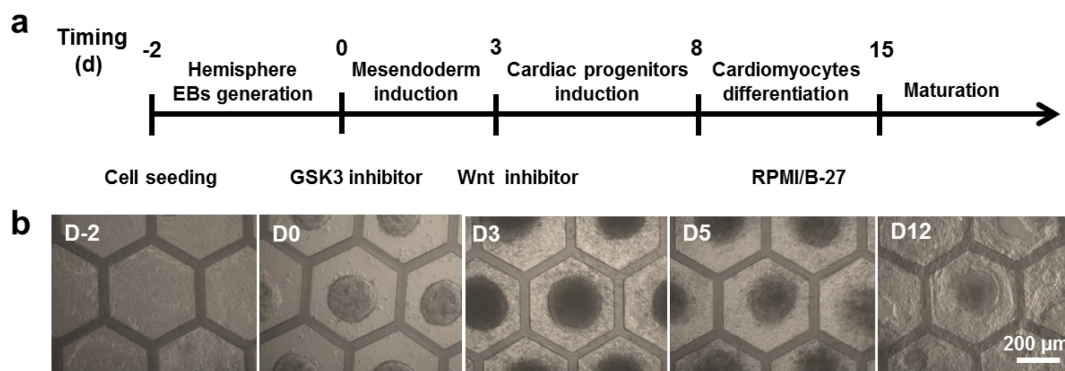 a
Timing
(d)
-2 0 3 8 15
Hemisphere
EBs generation
Mesendoderm
induction
Cardiac progenitors
induction
Cardiomyocytes
differentiation
Maturation
Cell seeding GSK3 inhibitor Wnt inhibitor RPMI/B-27
b
D-2 D0 D3 D5 D12
200 μm